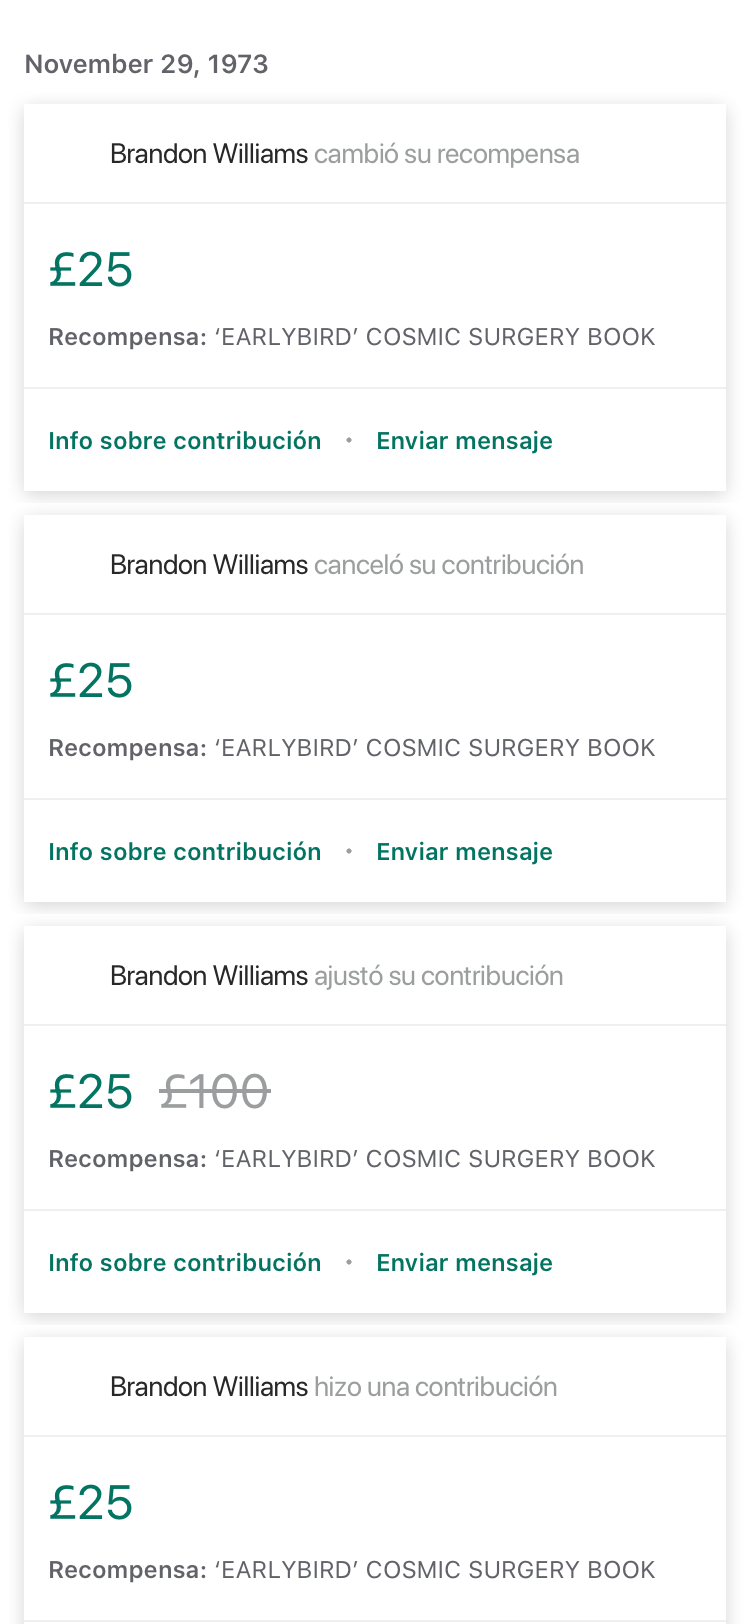 November 29, 1973
Brandon Williams cambió su recompensa
£25
Recompensa: ‘EARLYBIRD’ COSMIC SURGERY BOOK
Info sobre contribución • Enviar mensaje
Brandon Williams canceló su contribución
£25
Recompensa: ‘EARLYBIRD’ COSMIC SURGERY BOOK
Info sobre contribución • Enviar mensaje
Brandon Williams ajustó su contribución
£25 £100
Recompensa: ‘EARLYBIRD’ COSMIC SURGERY BOOK
Info sobre contribución • Enviar mensaje
Brandon Williams hizo una contribución
£25
Recompensa: ‘EARLYBIRD’ COSMIC SURGERY BOOK